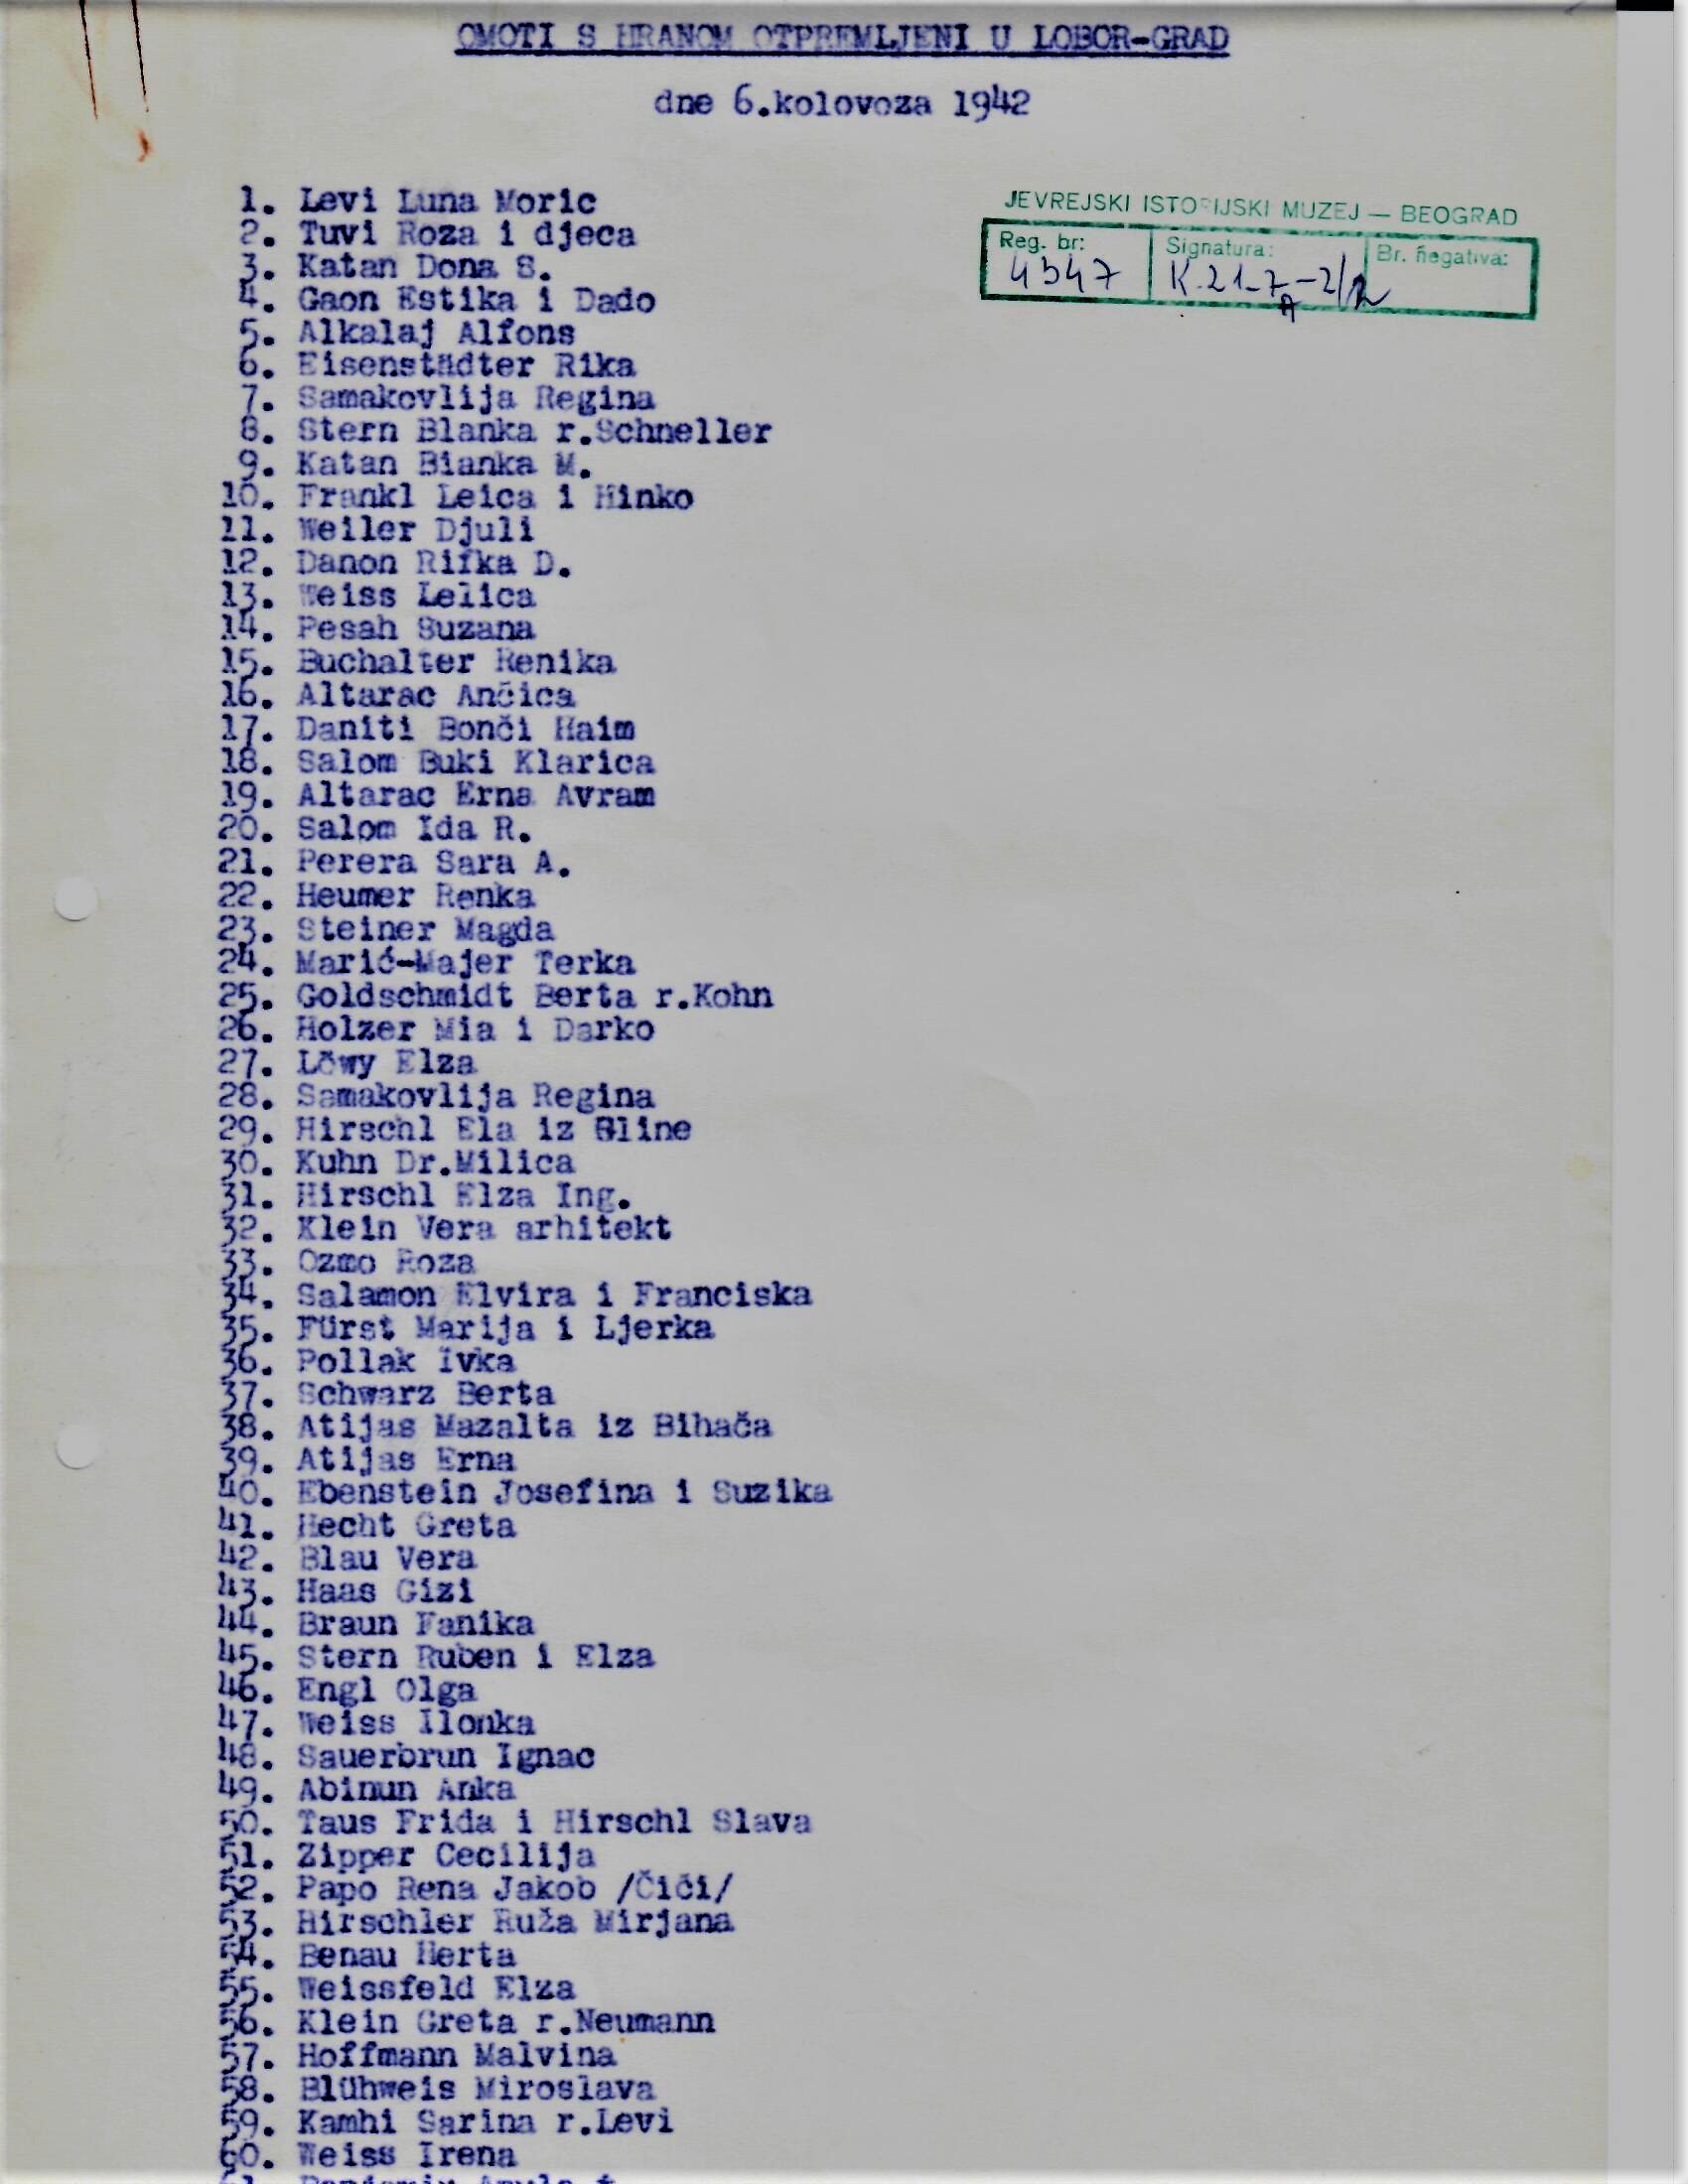 OMOTI S HRANOM OTPREMLJENI U LOBOR-GRAD
dne 6.kolovoza 1942
JEVREJSKI ISTORIJSKI MUZEJ — BEOGRAD
Reg. br: Signatura: Br. negativa:
4347 K.21-7A-2/2
1. Levi Luna Moric
2. Tuvi Roza i djeca
3. Katan Dona S.
4. Gaon Estika i Dado
5. Alkalaj Alfons
6. Eisenstädter Rika
7. Samakovlija Regina
8. Stern Blanka r.Schneller
9. Katan Bianka M.
10. Frankl Leica i Hinko
11. Weiler Djuli
12. Danon Rifka D.
13. Weiss Lelica
14. Pesah Suzana
15. Buchalter Renika
16. Altarac Ančica
17. Daniti Bonči Haim
18. Salom Buki Klarica
19. Altarac Erna Avram
20. Salom Ida R.
21. Perera Sara A.
22. Heumer Renka
23. Steiner Magda
24. Marić-Majer Terka
25. Goldschmidt Berta r.Kohn
26. Holzer Mia i Darko
27. Löwy Elza
28. Samakovlija Regina
29. Hirschl Ela iz Gline
30. Kuhn Dr.Milica
31. Hirschl Elza Ing.
32. Klein Vera arhitekt
33. Ozmo Roza
34. Salamon Elvira i Franciska
35. Fürst Marija i Ljerka
36. Pollak Ivka
37. Schwarz Berta
38. Atijas Mazalta iz Bihača
39. Atijas Erna
40. Ebenstein Josefina i Suzika
41. Hecht Greta
42. Blau Vera
43. Haas Gizi
44. Braun Fanika
45. Stern Ruben i Elza
46. Engl Olga
47. Weiss Ilonka
48. Sauerbrun Ignac
49. Abinun Anka
50. Taus Frida i Hirschl Slava
51. Zipper Cecilija
52. Papo Rena Jakob /Čiči/
53. Hirschler Ruža Mirjana
54. Benau Herta
55. Weissfeld Elza
56. Klein Greta r.Neumann
57. Hoffmann Malvina
58. Blühweis Miroslava
59. Kamhi Sarina r.Levi
60. Weiss Irena